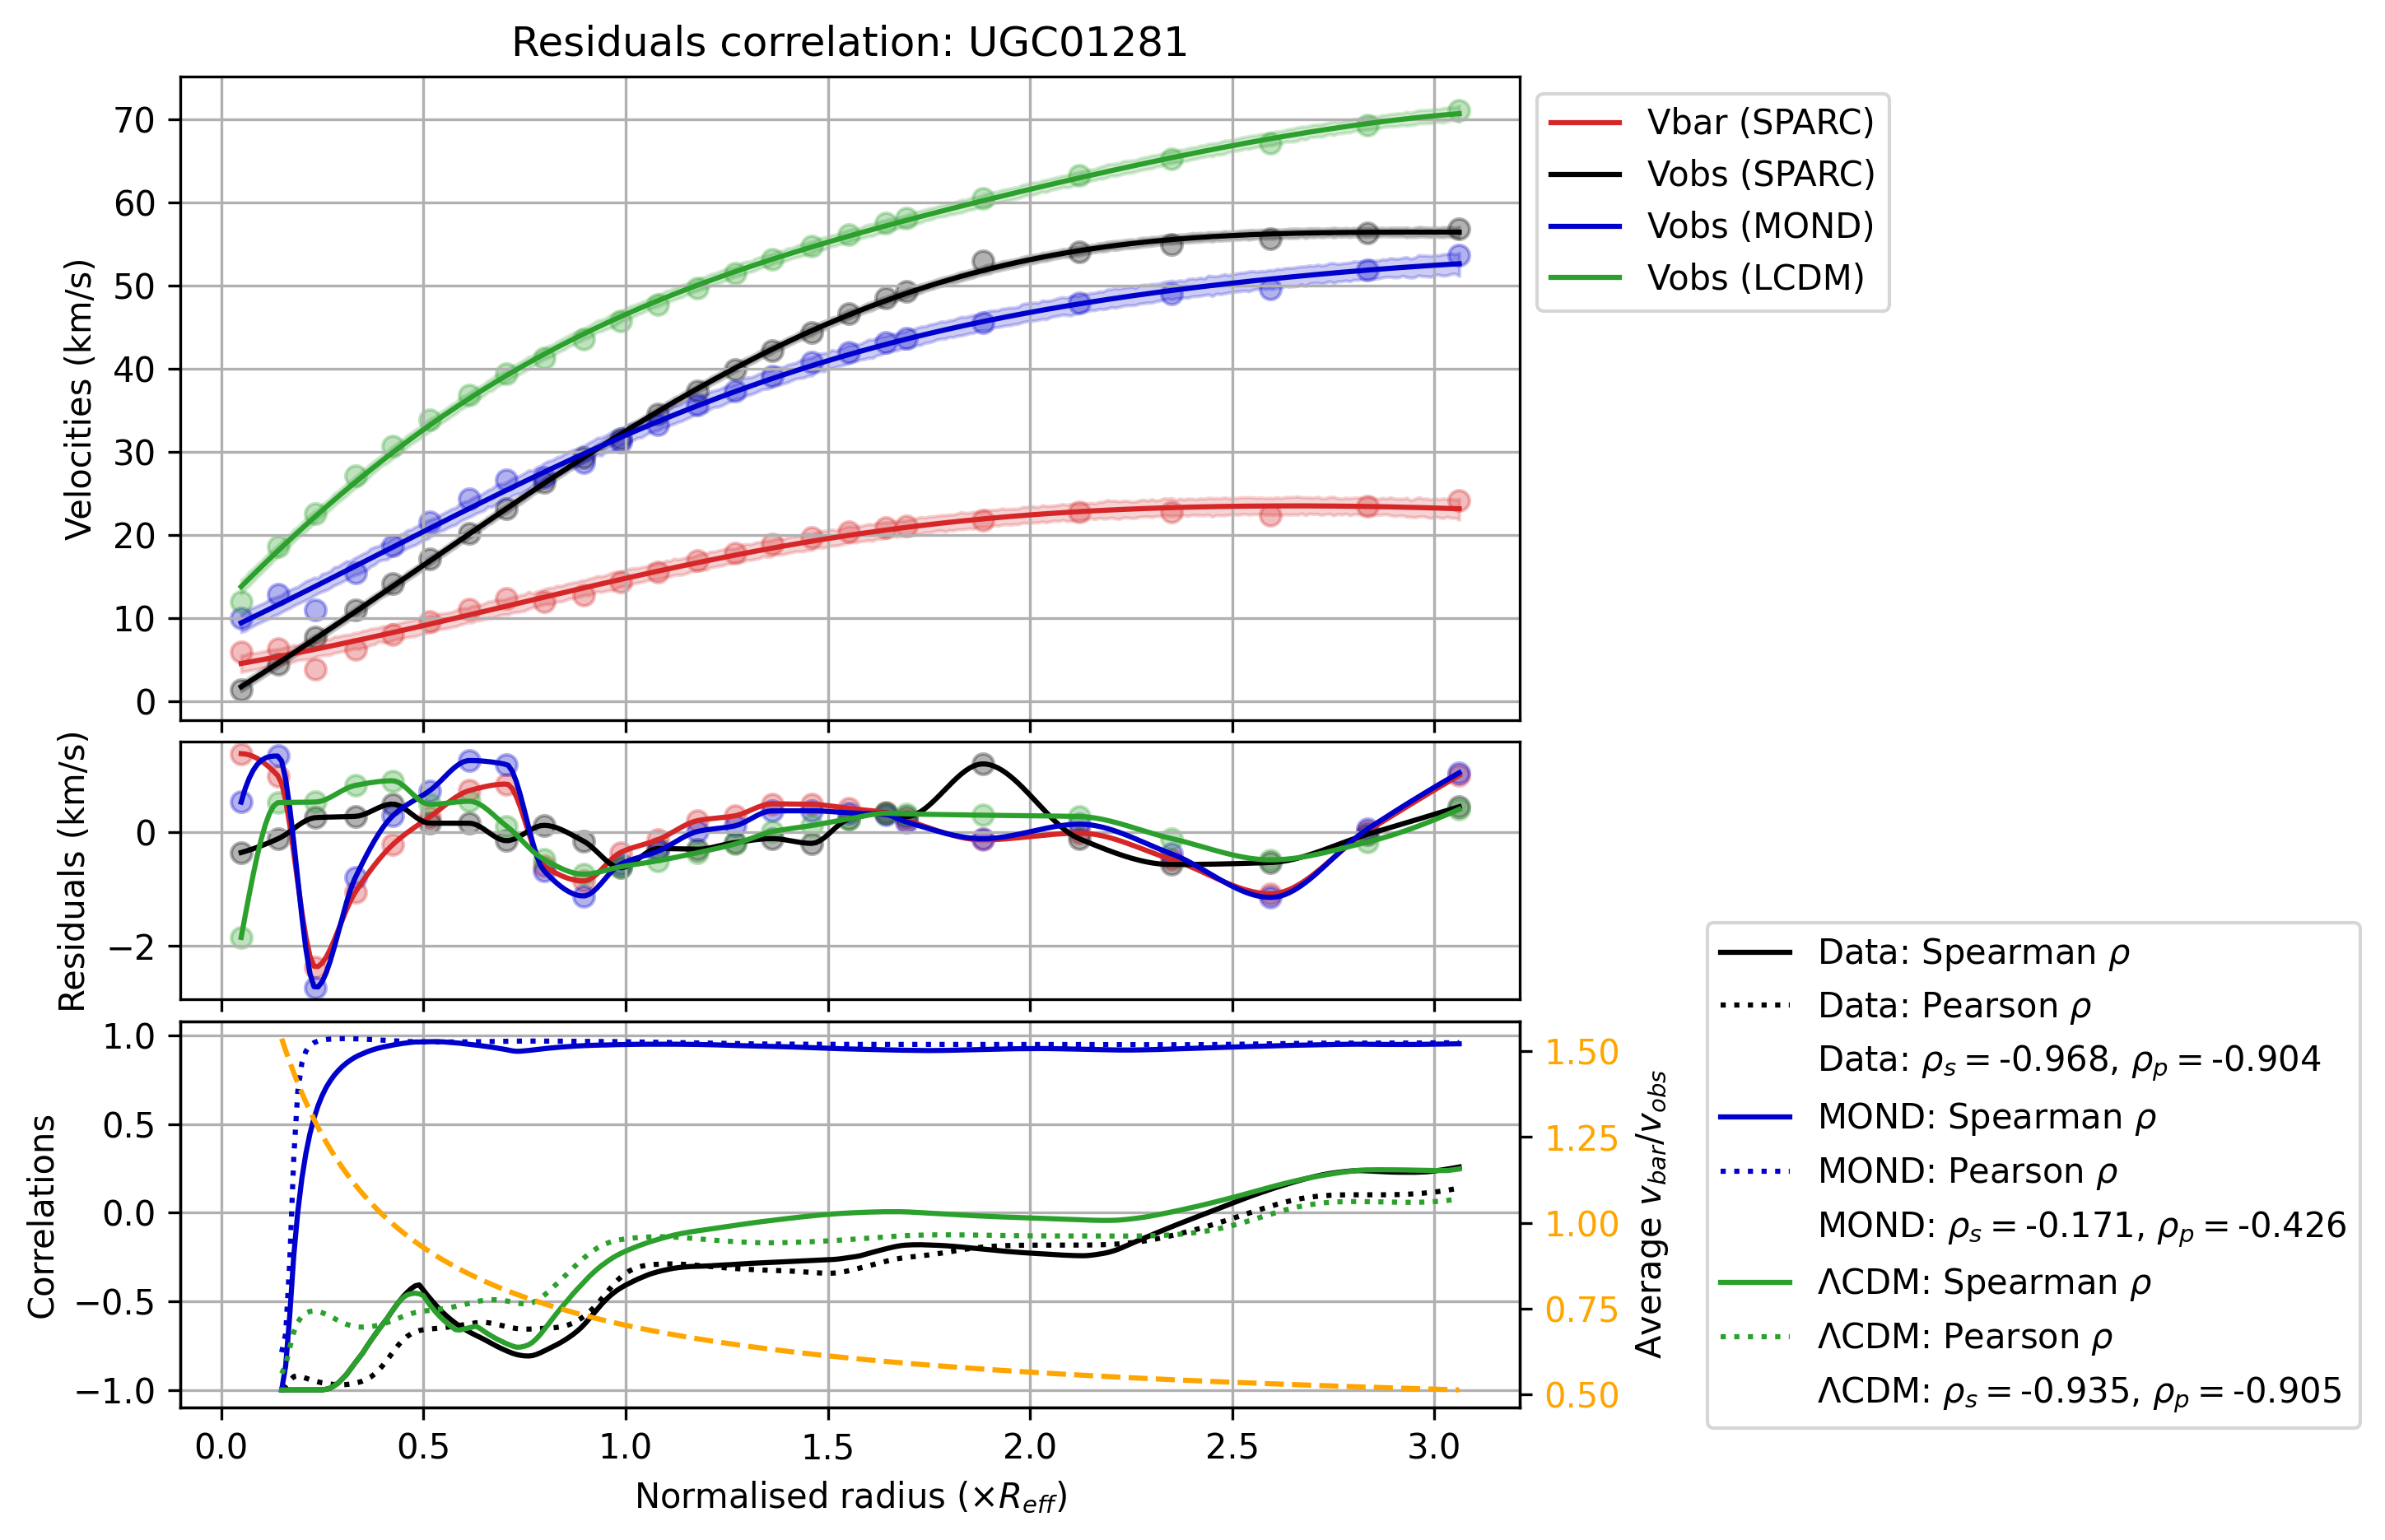 Residuals correlation: UGC01281
Velocities (km/s)
70
60
50
40
30
20
10
0
Vbar (SPARC)
Vobs (SPARC)
Vobs (MOND)
Vobs (LCDM)
Residuals (km/s)
0
−2
Correlations
1.0
0.5
0.0
−0.5
−1.0
1.50
1.25
1.00
0.75
0.50
Average v_bar/v_obs
0.0 0.5 1.0 1.5 2.0 2.5 3.0
Normalised radius (×R_eff)
Data: Spearman ρ
Data: Pearson ρ
Data: ρ_s = -0.968, ρ_p = -0.904
MOND: Spearman ρ
MOND: Pearson ρ
MOND: ρ_s = -0.171, ρ_p = -0.426
ΛCDM: Spearman ρ
ΛCDM: Pearson ρ
ΛCDM: ρ_s = -0.935, ρ_p = -0.905